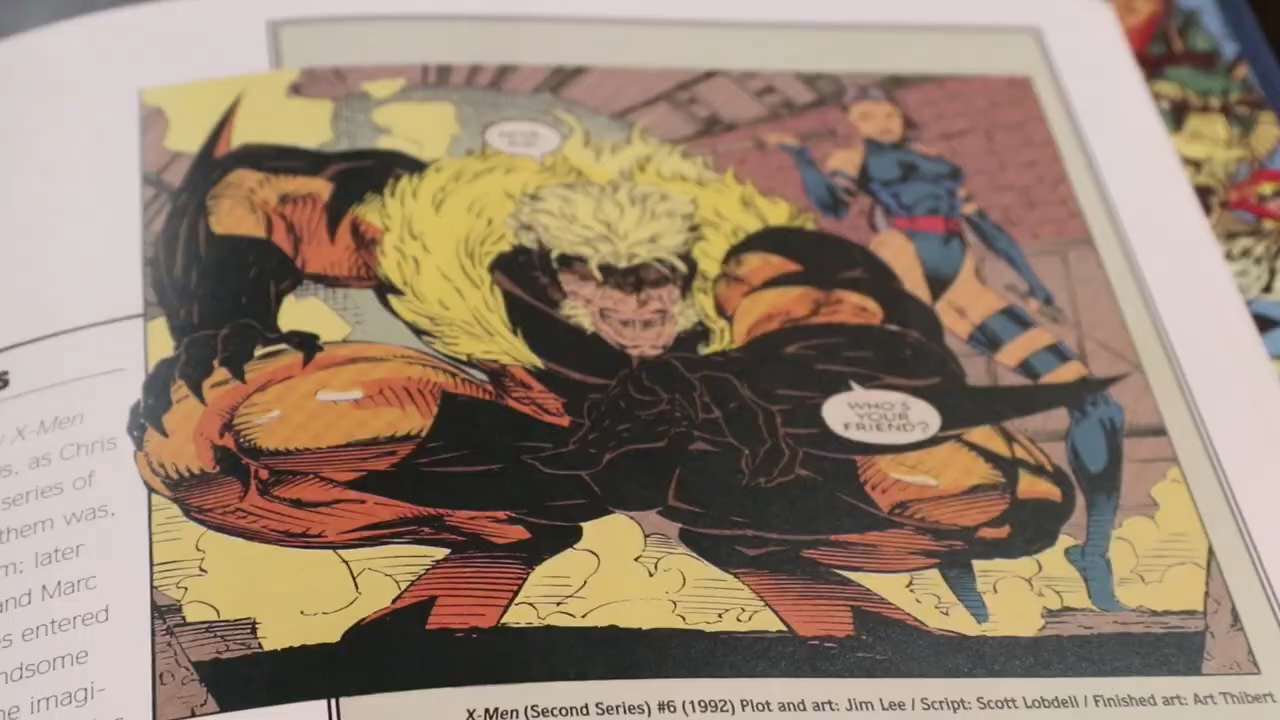 s
X-Men
s, as Chris
series of
them was,
m: later
and Marc
s entered
ndsome
e imagi-
WHO'S
YOUR
FRIEND?
X-Men (Second Series) #6 (1992) Plot and art: Jim Lee / Script: Scott Lobdell / Finished art: Art Thibert